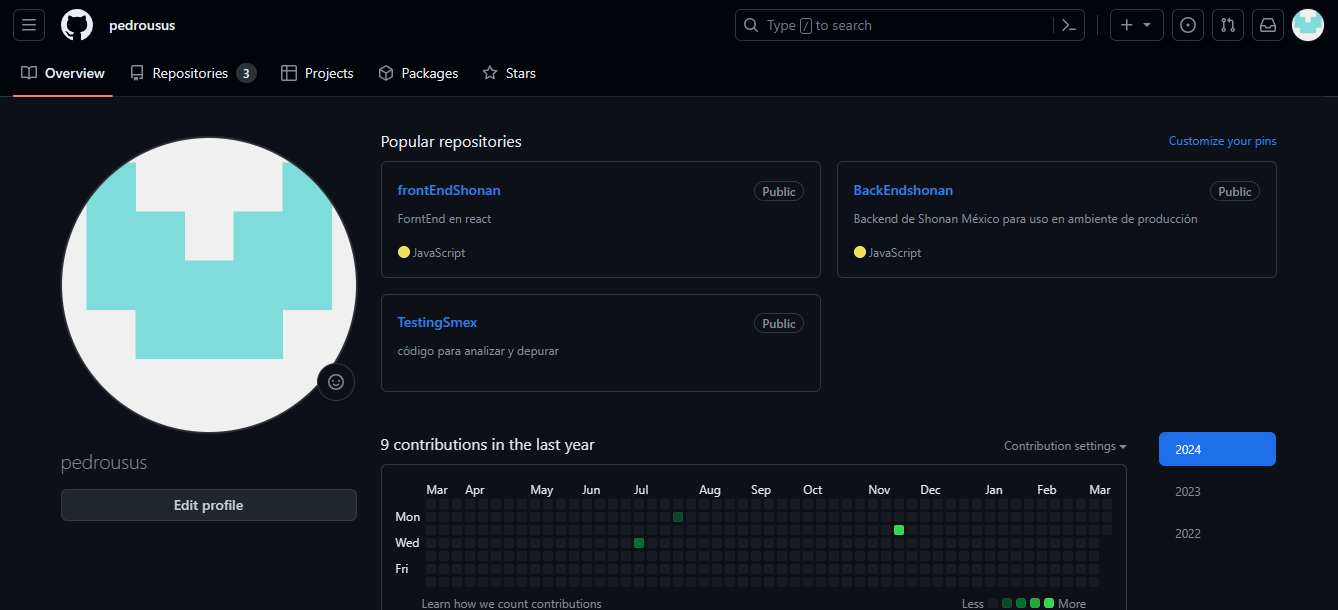 pedrousus
Type / to search
Overview Repositories 3 Projects Packages Stars
Popular repositories Customize your pins
frontEndShonan Public
ForntEnd en react
JavaScript
BackEndshonan Public
Backend de Shonan México para uso en ambiente de producción
JavaScript
TestingSmex Public
código para analizar y depurar
pedrousus
Edit profile
9 contributions in the last year Contribution settings
2024
2023
2022
Mar Apr May Jun Jul Aug Sep Oct Nov Dec Jan Feb Mar
Mon
Wed
Fri
Learn how we count contributions Less More